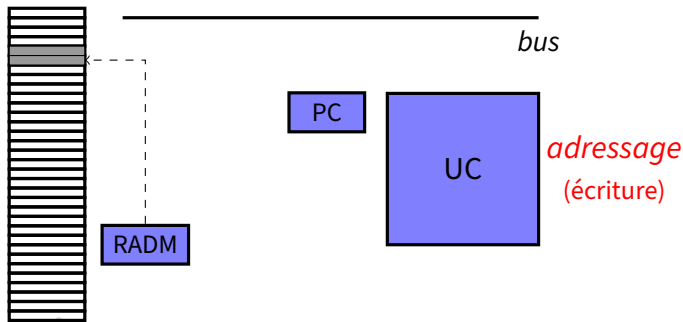 bus
PC
UC
adressage
(écriture)
RADM